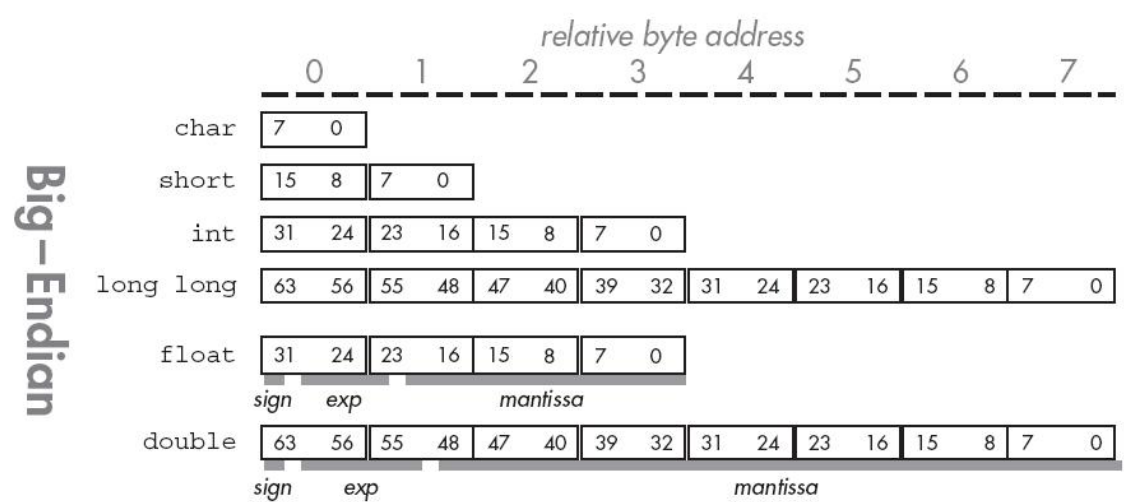 relative byte address
0 1 2 3 4 5 6 7
Big-Endian
char 7 0
short 15 8 7 0
int 31 24 23 16 15 8 7 0
long long 63 56 55 48 47 40 39 32 31 24 23 16 15 8 7 0
float 31 24 23 16 15 8 7 0
sign exp mantissa
double 63 56 55 48 47 40 39 32 31 24 23 16 15 8 7 0
sign exp mantissa